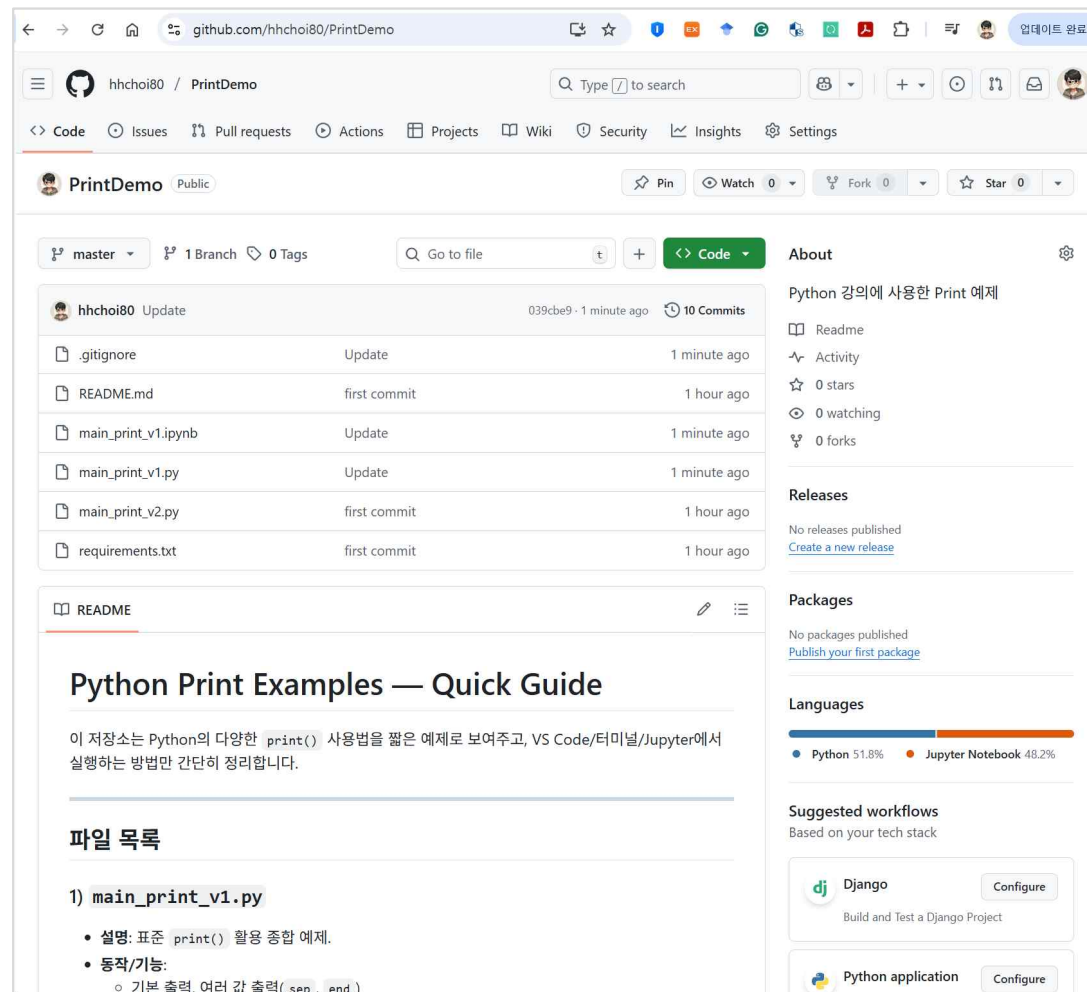 github.com/hhchoi80/PrintDemo
업데이트 완료
hhchoi80 / PrintDemo
Type / to search
Code Issues Pull requests Actions Projects Wiki Security Insights Settings
PrintDemo Public
Pin Watch 0 Fork 0 Star 0
master 1 Branch 0 Tags Go to file t + Code
hhchoi80 Update 039cbe9 · 1 minute ago 10 Commits
.gitignore Update 1 minute ago
README.md first commit 1 hour ago
main_print_v1.ipynb Update 1 minute ago
main_print_v1.py Update 1 minute ago
main_print_v2.py first commit 1 hour ago
requirements.txt first commit 1 hour ago
README
Python Print Examples — Quick Guide
이 저장소는 Python의 다양한 print() 사용법을 짧은 예제로 보여주고, VS Code/터미널/Jupyter에서
실행하는 방법만 간단히 정리합니다.
파일 목록
1) main_print_v1.py
• 설명: 표준 print() 활용 종합 예제.
• 동작/기능:
기본 출력, 여러 값 출력( sep , end )
About
Python 강의에 사용한 Print 예제
Readme
Activity
0 stars
0 watching
0 forks
Releases
No releases published
Create a new release
Packages
No packages published
Publish your first package
Languages
Python 51.8% Jupyter Notebook 48.2%
Suggested workflows
Based on your tech stack
dj Django Configure
Build and Test a Django Project
Python application Configure